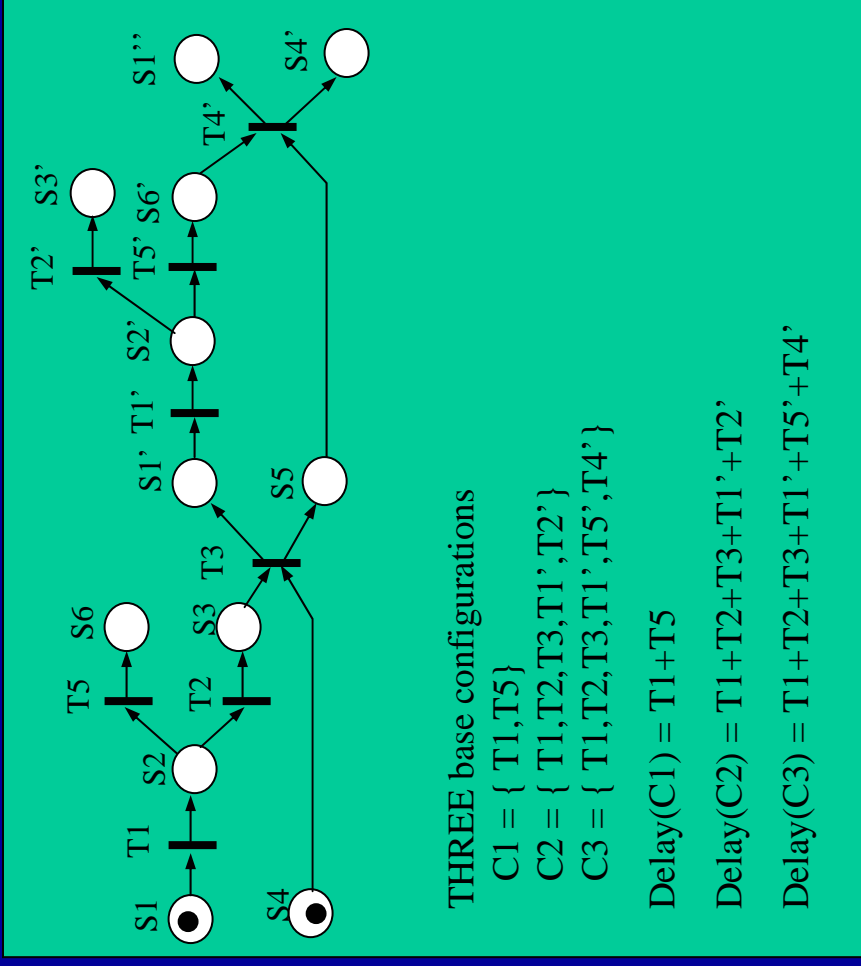 T2'
S3'
T5
S6
S1
T1
S2
S1'
T1'
S2'
T5'
S6'
S1''
T2
S3
T3
T4'
S4
S5
S4'
THREE base configurations
C1 = { T1,T5}
C2 = { T1,T2,T3,T1',T2'}
C3 = { T1,T2,T3,T1',T5',T4'}
Delay(C1) = T1+T5
Delay(C2) = T1+T2+T3+T1'+T2'
Delay(C3) = T1+T2+T3+T1'+T5'+T4'